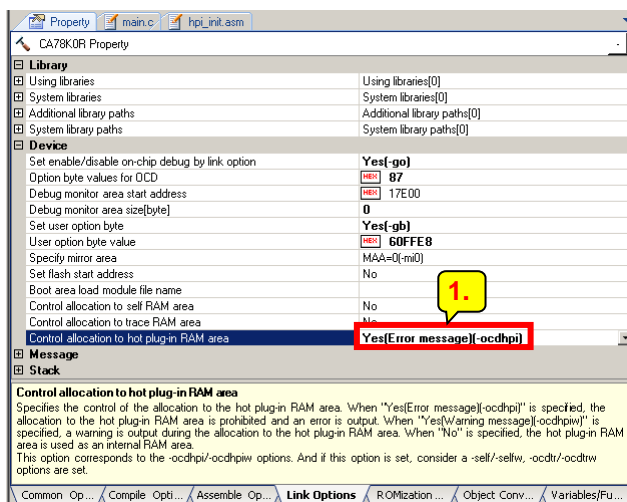 Property main.c hpi_init.asm
CA78K0R Property
Library
Using libraries Using libraries[0]
System libraries System libraries[0]
Additional library paths Additional library paths[0]
System library paths System library paths[0]
Device
Set enable/disable on-chip debug by link option Yes(-go)
Option byte values for OCD HEX 87
Debug monitor area start address HEX 17E00
Debug monitor area size[byte] 0
Set user option byte Yes(-gb)
User option byte value HEX 60FFE8
Specify mirror area MAA=0(-mi0)
Set flash start address No
Boot area load module file name
1.
Control allocation to self RAM area No
Control allocation to trace RAM area No
Control allocation to hot plug-in RAM area Yes(Error message)(-ocdhpi)
Message
Stack
Control allocation to hot plug-in RAM area
Specifies the control of the allocation to the hot plug-in RAM area. When "Yes(Error message)(-ocdhpi)" is specified, the
allocation to the hot plug-in RAM area is prohibited and an error is output. When "Yes(Warning message)(-ocdhpiw)" is
specified, a warning is output during the allocation to the hot plug-in RAM area. When "No" is specified, the hot plug-in RAM
area is used as an internal RAM area.
This option corresponds to the -ocdhpi/-ocdhpiw options. And if this option is set, consider a -self/-selfw, -ocdtr/-ocdtrw
options are set.
Common Op... Compile Opti... Assemble Op... Link Options ROMization ... Object Conv... Variables/Fu...